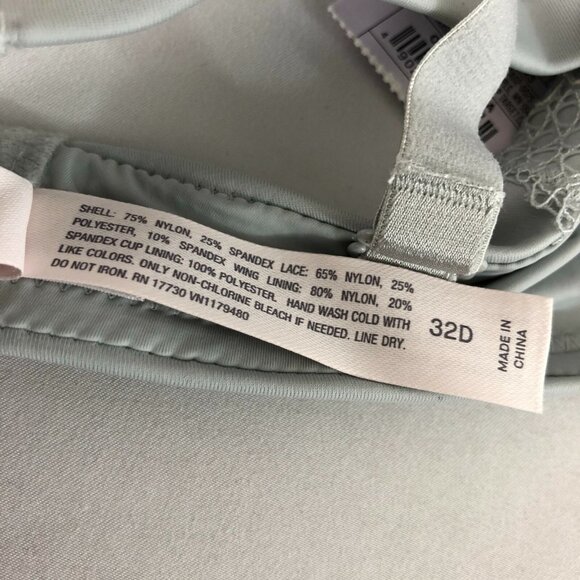 SHELL: 75% NYLON, 25% SPANDEX LACE: 65% NYLON, 25%
POLYESTER, 10% SPANDEX WING LINING: 80% NYLON, 20%
SPANDEX CUP LINING: 100% POLYESTER. HAND WASH COLD WITH
LIKE COLORS. ONLY NON-CHLORINE BLEACH IF NEEDED. LINE DRY.
DO NOT IRON. RN 17730 VN1179480
32D
MADE IN
CHINA